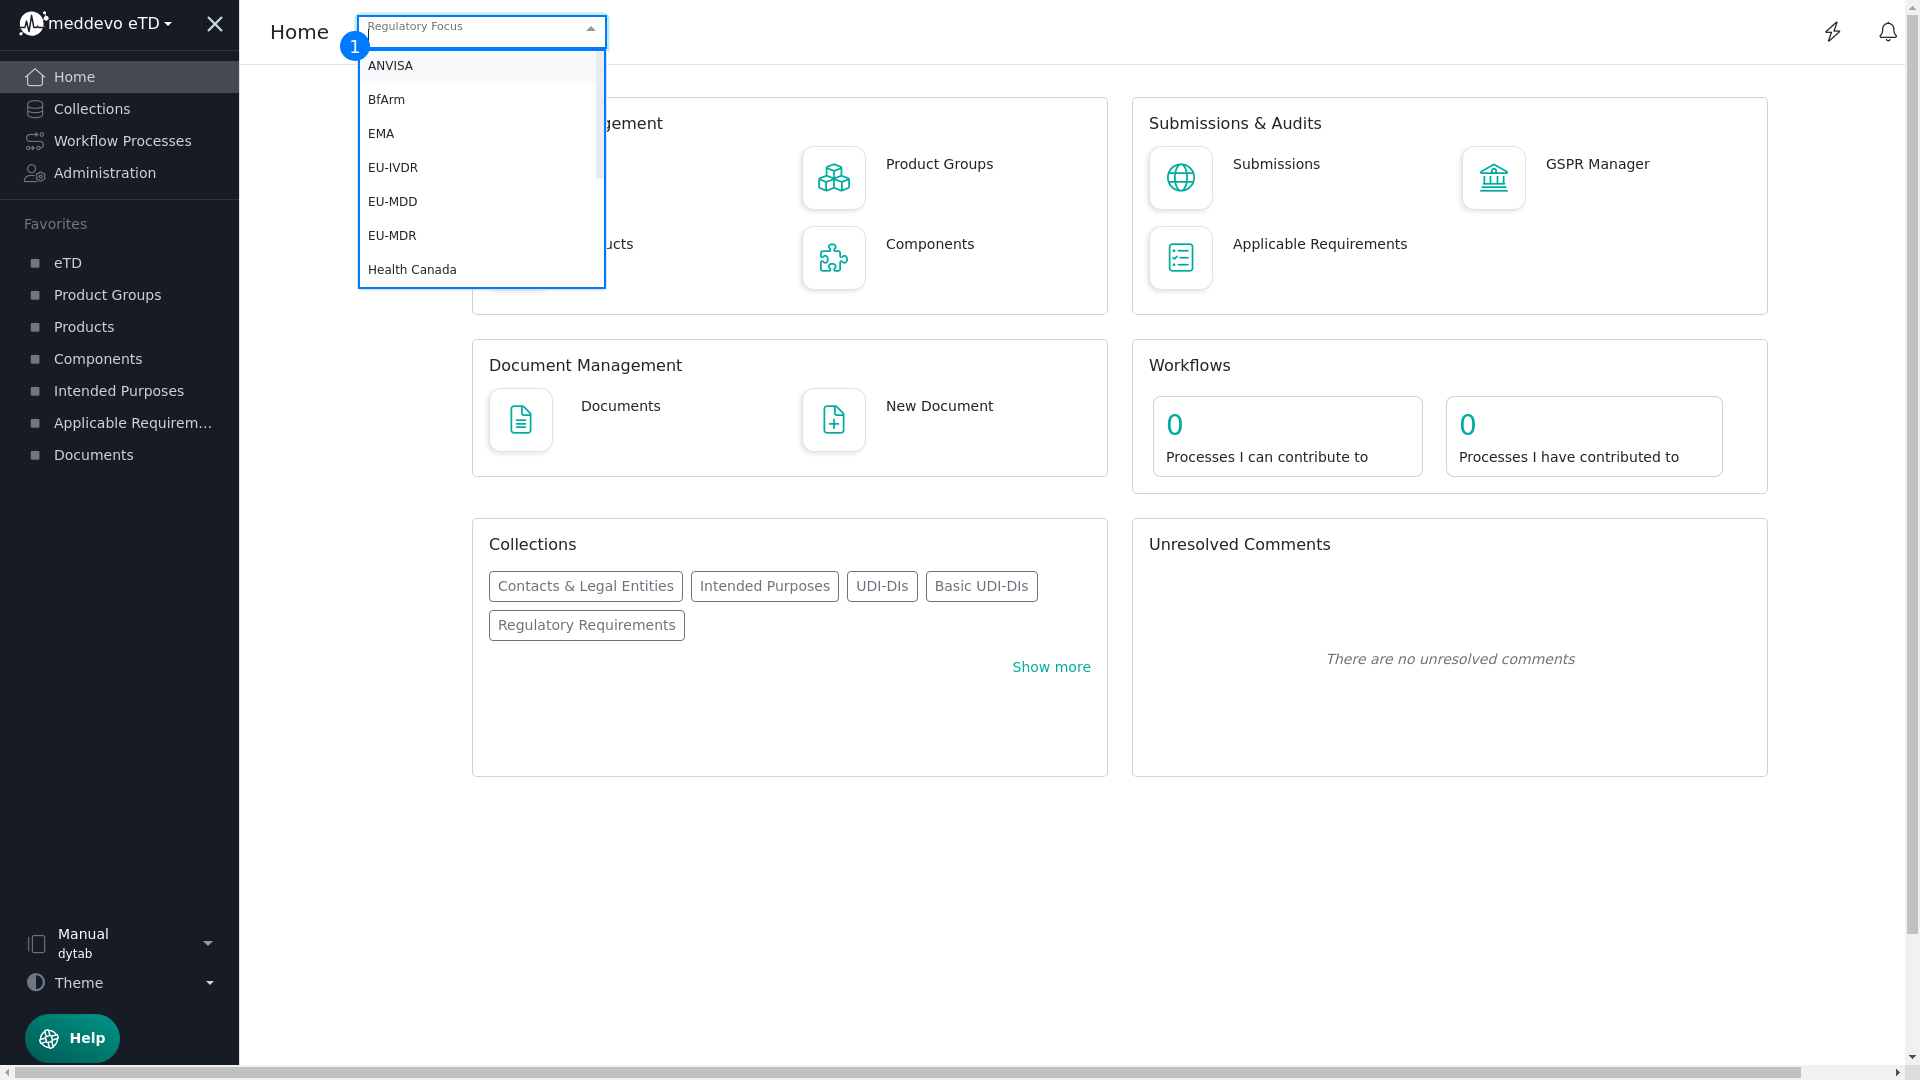 meddevo eTD
Home
Collections
Workflow Processes
Administration
Favorites
eTD
Product Groups
Products
Components
Intended Purposes
Applicable Requirem...
Documents
Manual
dytab
Theme
Help
Home
Regulatory Focus
1
ANVISA
BfArm
EMA
EU-IVDR
EU-MDD
EU-MDR
Health Canada
gement
Product Groups
ucts
Components
Submissions & Audits
Submissions
GSPR Manager
Applicable Requirements
Document Management
Documents
New Document
Workflows
0
Processes I can contribute to
0
Processes I have contributed to
Collections
Contacts & Legal Entities
Intended Purposes
UDI-DIs
Basic UDI-DIs
Regulatory Requirements
Show more
Unresolved Comments
There are no unresolved comments